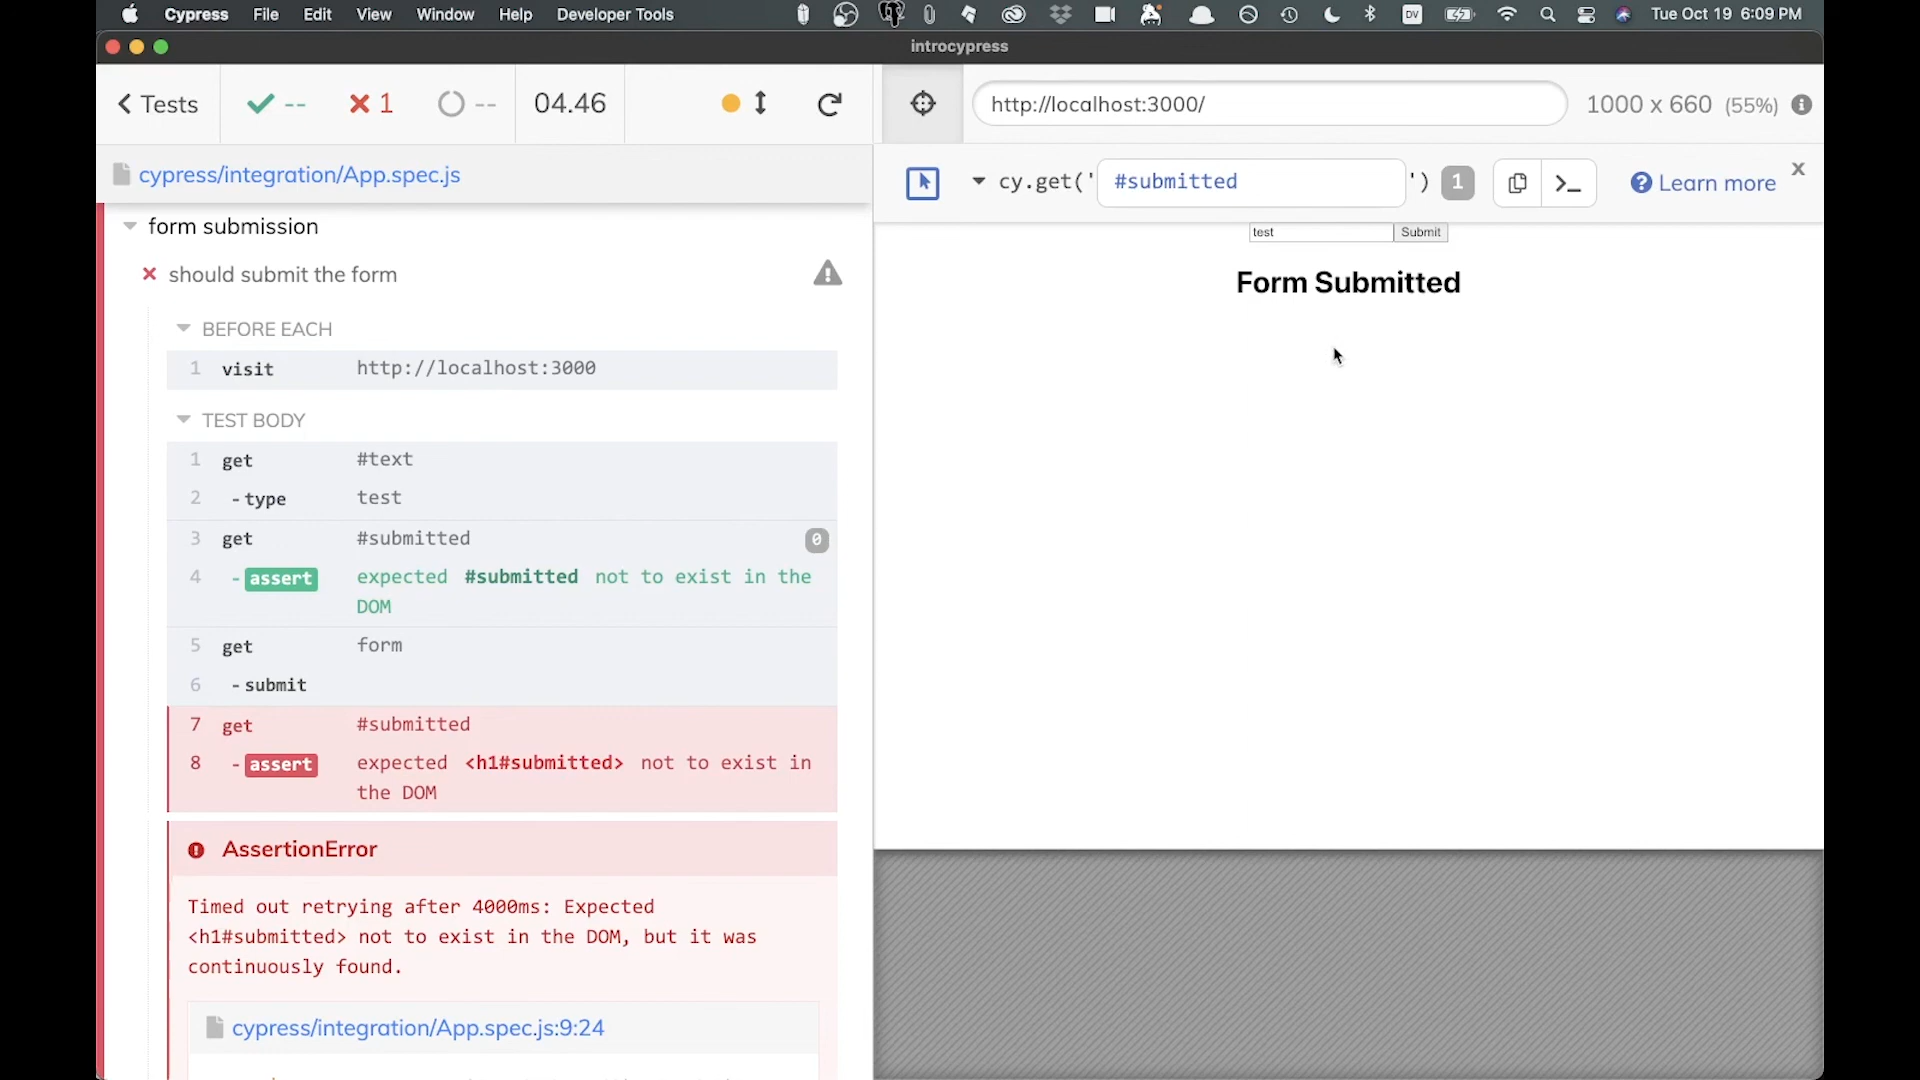 Cypress File Edit View Window Help Developer Tools DV Tue Oct 19 6:09 PM
introcypress
Tests -- 1 -- 04.46 http://localhost:3000/ 1000 x 660 (55%)
cypress/integration/App.spec.js
cy.get(' #submitted ') 1 >_ Learn more x
form submission
test Submit
should submit the form
Form Submitted
BEFORE EACH
1 visit http://localhost:3000
TEST BODY
1 get #text
2 -type test
3 get #submitted 0
4 -assert expected #submitted not to exist in the
DOM
5 get form
6 -submit
7 get #submitted
8 -assert expected <h1#submitted> not to exist in
the DOM
AssertionError
Timed out retrying after 4000ms: Expected
<h1#submitted> not to exist in the DOM, but it was
continuously found.
cypress/integration/App.spec.js:9:24